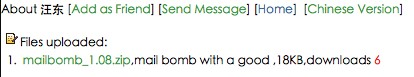 About 汪东 [Add as Friend] [Send Message] [Home] [Chinese Version]
Files uploaded:
1. mailbomb_1.08.zip,mail bomb with a good ,18KB,downloads 6